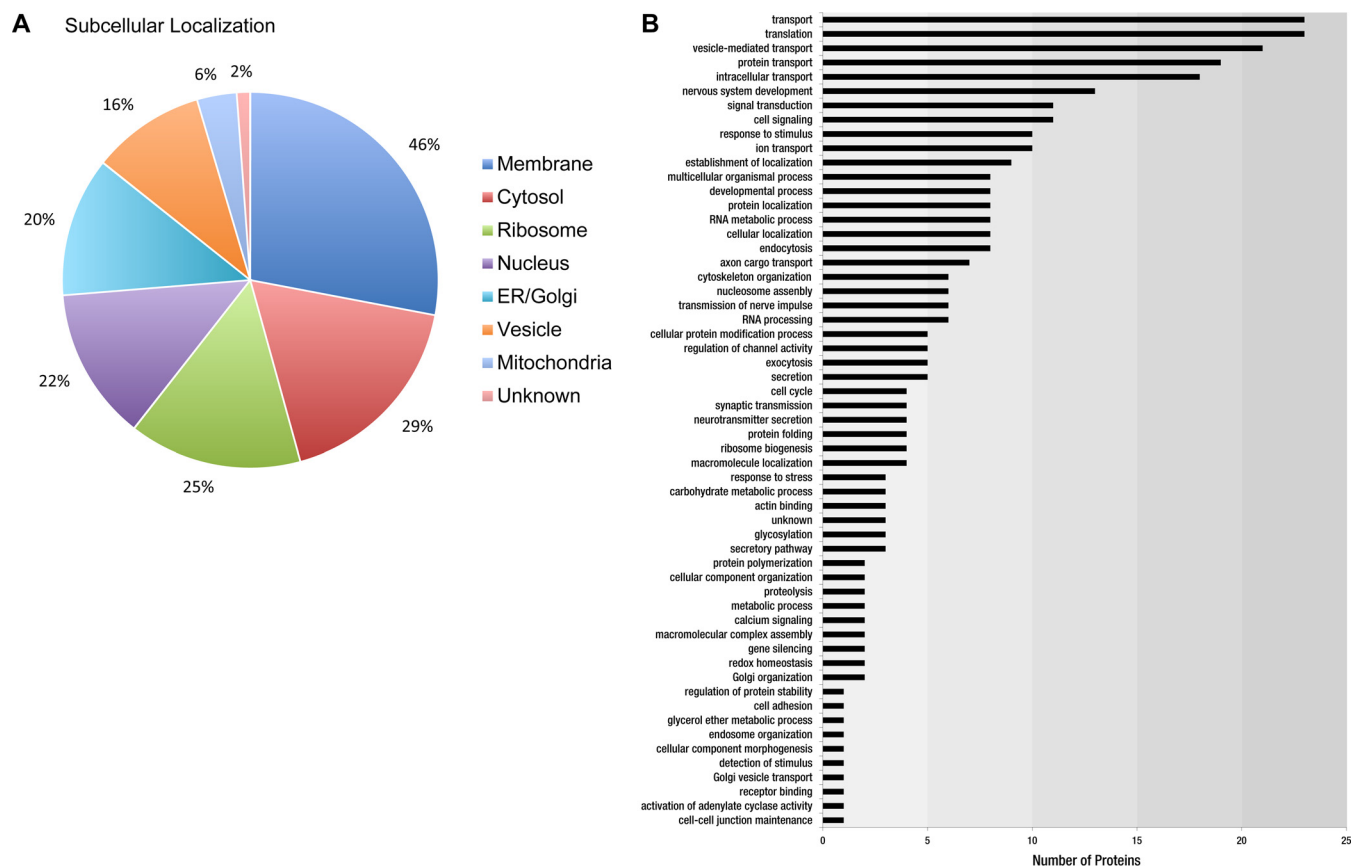 A Subcellular Localization
46%
29%
25%
22%
20%
16%
6%
2%
Membrane
Cytosol
Ribosome
Nucleus
ER/Golgi
Vesicle
Mitochondria
Unknown
B
transport
translation
vesicle-mediated transport
protein transport
intracellular transport
nervous system development
signal transduction
cell signaling
response to stimulus
ion transport
establishment of localization
multicellular organismal process
developmental process
protein localization
RNA metabolic process
cellular localization
endocytosis
axon cargo transport
cytoskeleton organization
nucleosome assembly
transmission of nerve impulse
RNA processing
cellular protein modification process
regulation of channel activity
exocytosis
secretion
cell cycle
synaptic transmission
neurotransmitter secretion
protein folding
ribosome biogenesis
macromolecule localization
response to stress
carbohydrate metabolic process
actin binding
unknown
glycosylation
secretory pathway
protein polymerization
cellular component organization
proteolysis
metabolic process
calcium signaling
macromolecular complex assembly
gene silencing
redox homeostasis
Golgi organization
regulation of protein stability
cell adhesion
glycerol ether metabolic process
endosome organization
cellular component morphogenesis
detection of stimulus
Golgi vesicle transport
receptor binding
activation of adenylate cyclase activity
cell-cell junction maintenance
0 5 10 15 20 25
Number of Proteins